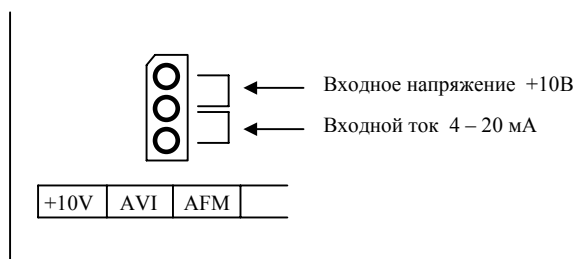 Входное напряжение +10В
Входной ток 4 – 20 мА
+10V AVI AFM